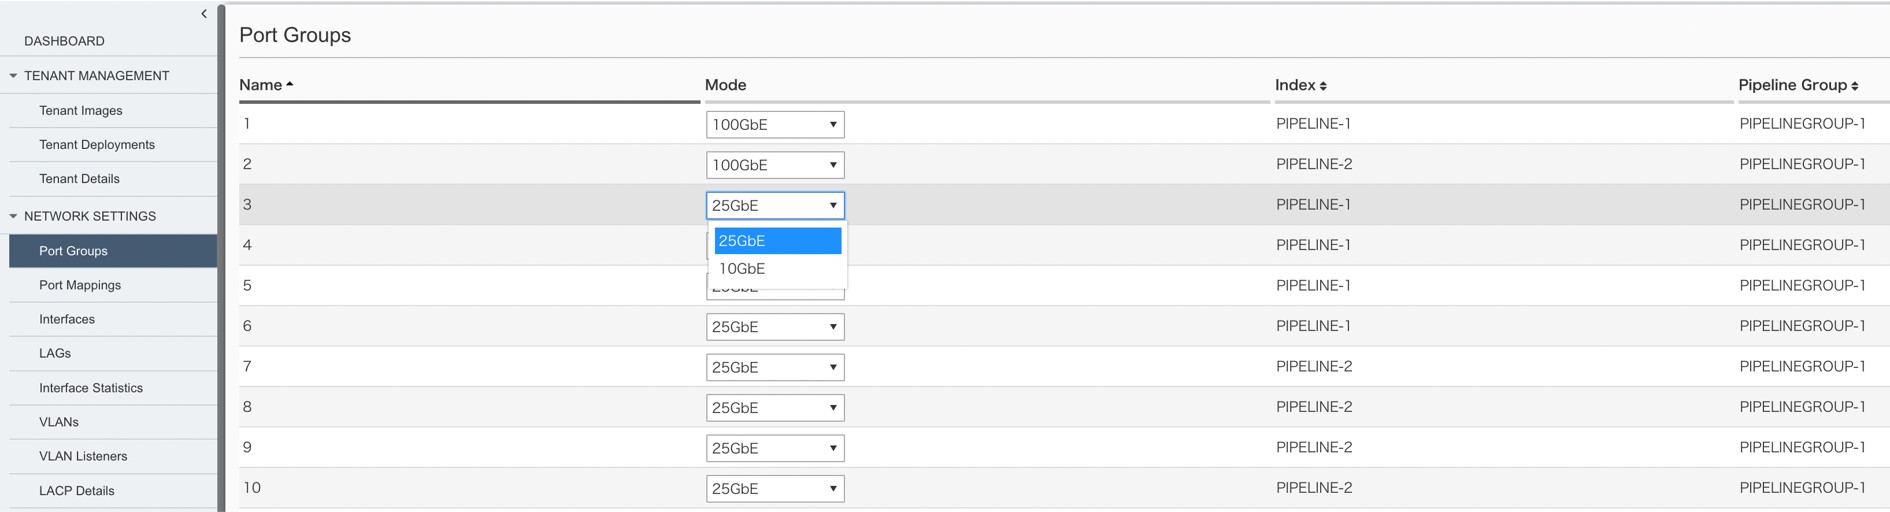 DASHBOARD
TENANT MANAGEMENT
Tenant Images
Tenant Deployments
Tenant Details
NETWORK SETTINGS
Port Groups
Port Mappings
Interfaces
LAGs
Interface Statistics
VLANs
VLAN Listeners
LACP Details
Port Groups
Name Mode Index Pipeline Group
1 100GbE PIPELINE-1 PIPELINEGROUP-1
2 100GbE PIPELINE-2 PIPELINEGROUP-1
3 25GbE PIPELINE-1 PIPELINEGROUP-1
25GbE
10GbE
4 PIPELINE-1 PIPELINEGROUP-1
5 25GbE PIPELINE-1 PIPELINEGROUP-1
6 25GbE PIPELINE-1 PIPELINEGROUP-1
7 25GbE PIPELINE-2 PIPELINEGROUP-1
8 25GbE PIPELINE-2 PIPELINEGROUP-1
9 25GbE PIPELINE-2 PIPELINEGROUP-1
10 25GbE PIPELINE-2 PIPELINEGROUP-1